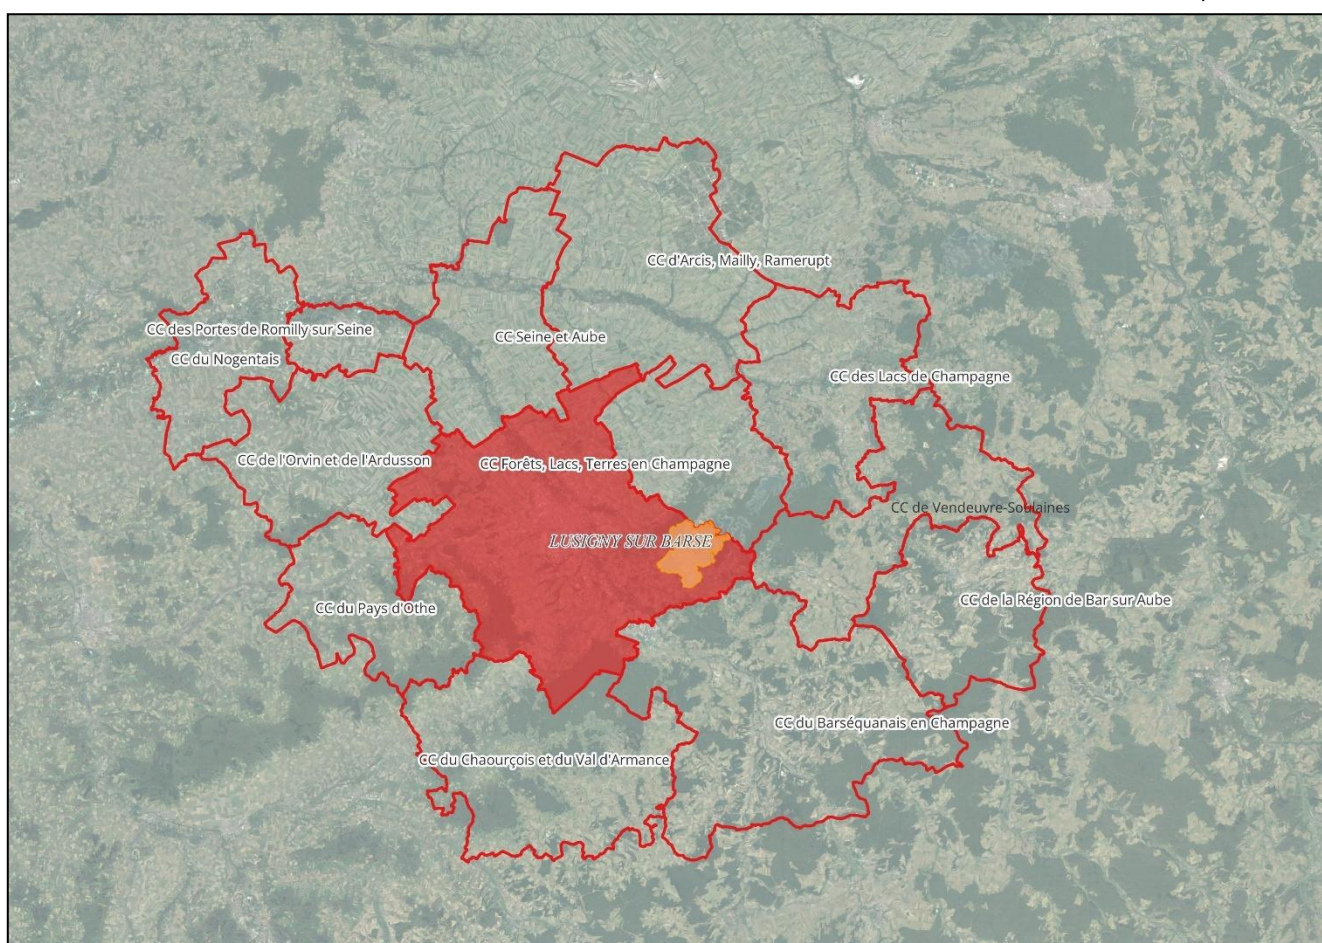 CC d'Arcis, Mailly, Ramerupt
CC des Portes de Romilly sur Seine
CC Seine et Aube
CC du Nogentais
CC des Lacs de Champagne
CC de l'Orvin et de l'Ardusson
CC Forêts, Lacs, Terres en Champagne
CC de Vendeuvre-Soulaines
LUSIGNY SUR BARSE
CC de la Région de Bar sur Aube
CC du Pays d'Othe
CC du Barséquanais en Champagne
CC du Chaourçois et du Val d'Armance